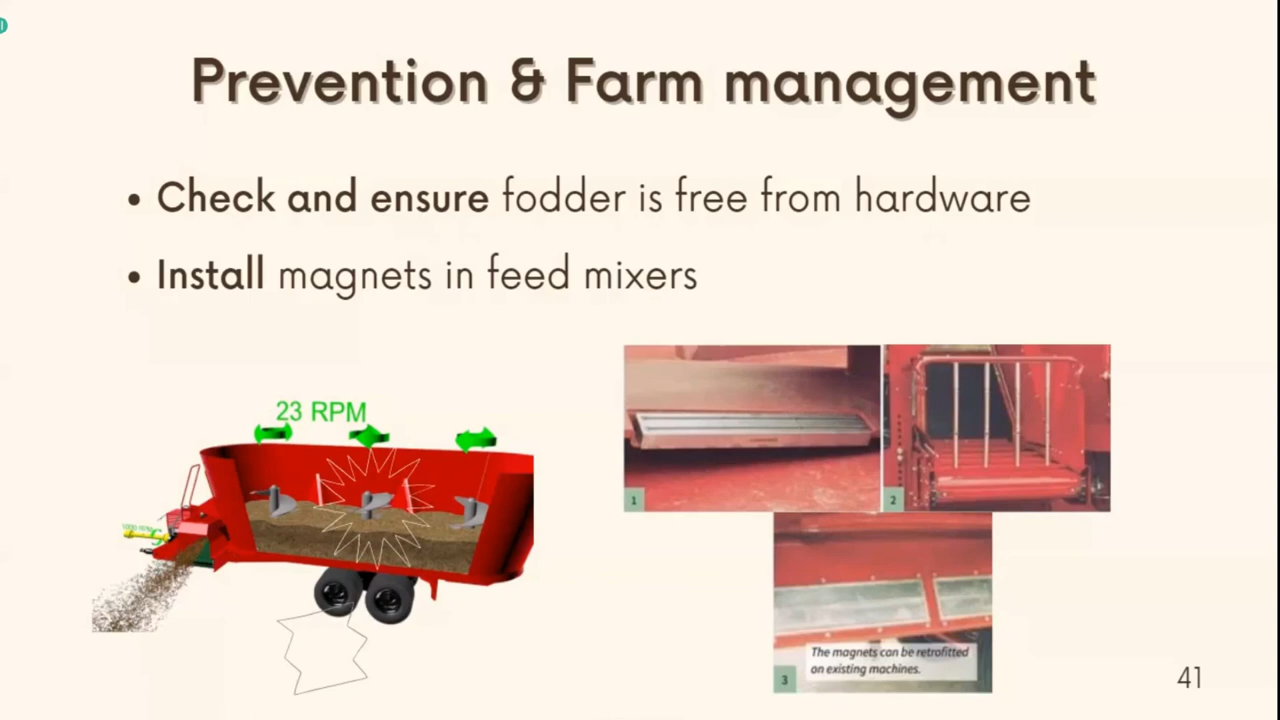 Prevention & Farm management
• Check and ensure fodder is free from hardware
• Install magnets in feed mixers
23 RPM
1
2
The magnets can be retrofitted
on existing machines.
3
41